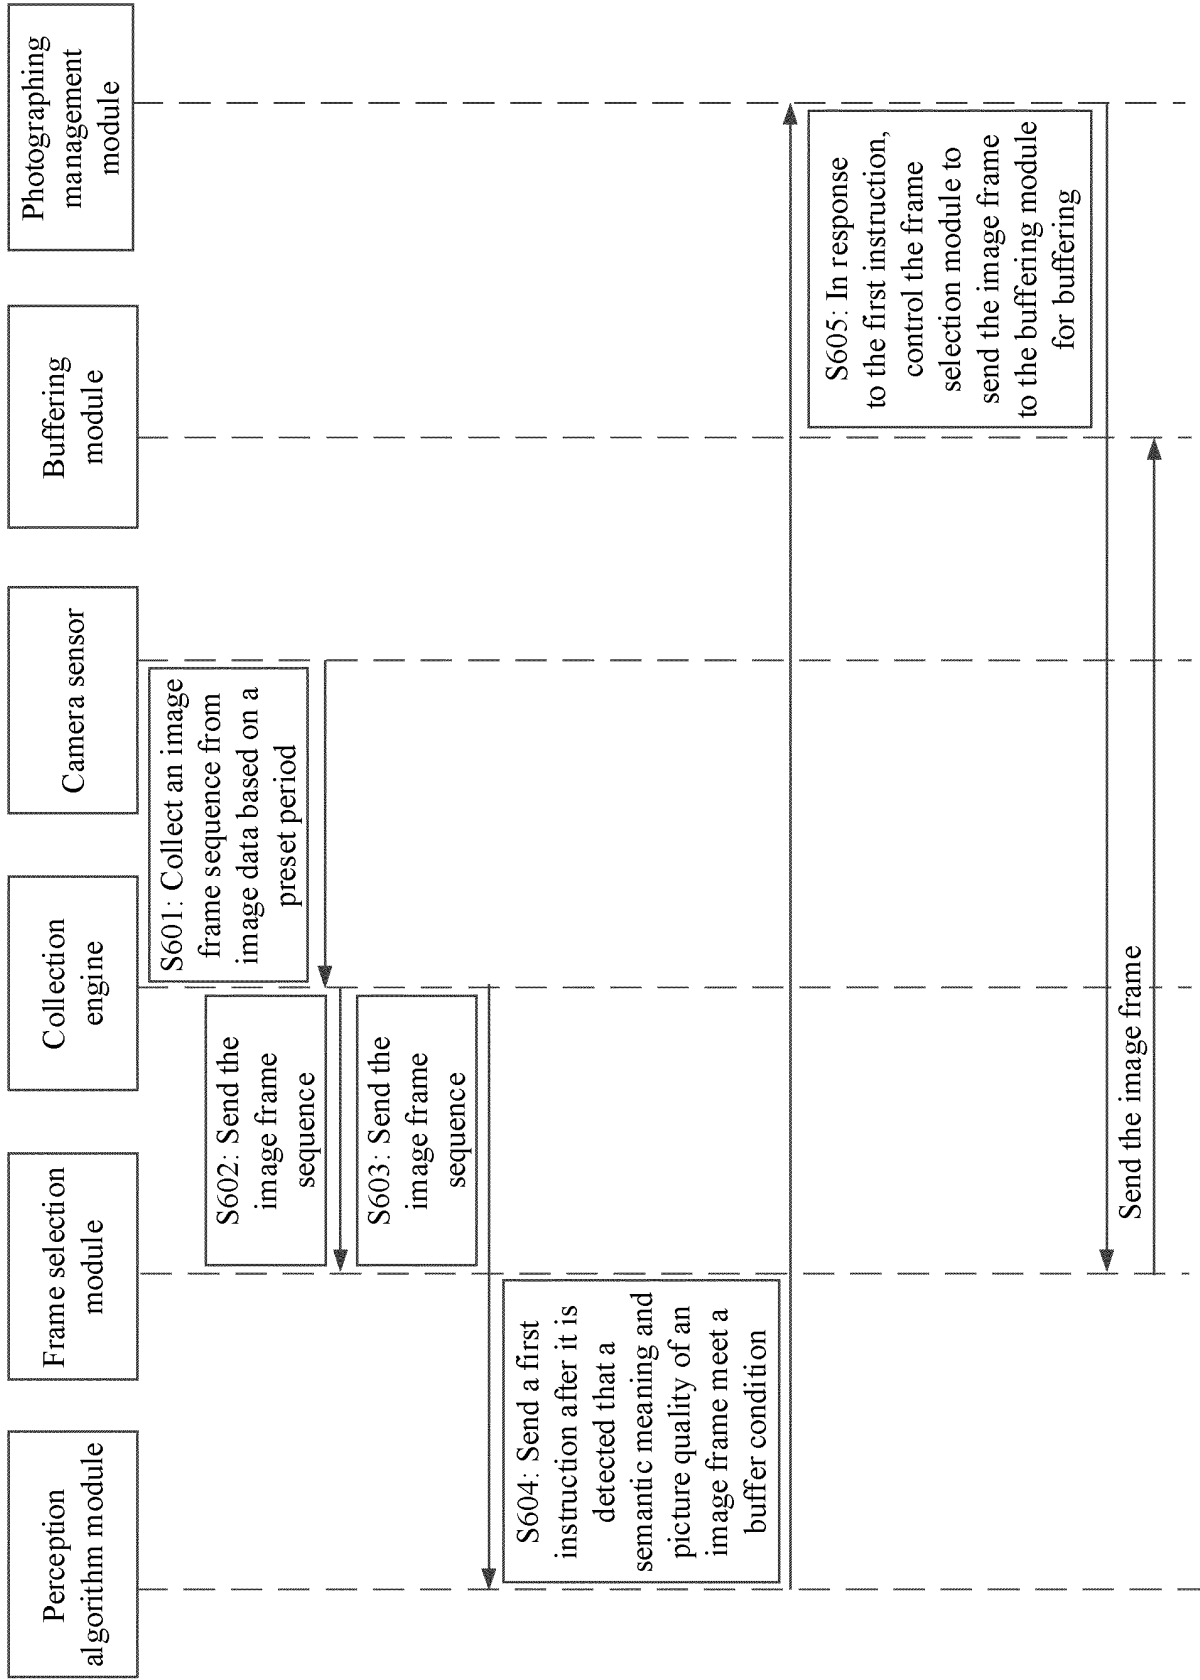 Perception
algorithm module
Frame selection
module
Collection
engine
Camera sensor
Buffering
module
Photographing
management
module
S601: Collect an image
frame sequence from
image data based on a
preset period
S602: Send the
image frame
sequence
S603: Send the
image frame
sequence
S604: Send a first
instruction after it is
detected that a
semantic meaning and
picture quality of an
image frame meet a
buffer condition
S605: In response
to the first instruction,
control the frame
selection module to
send the image frame
to the buffering module
for buffering
Send the image frame